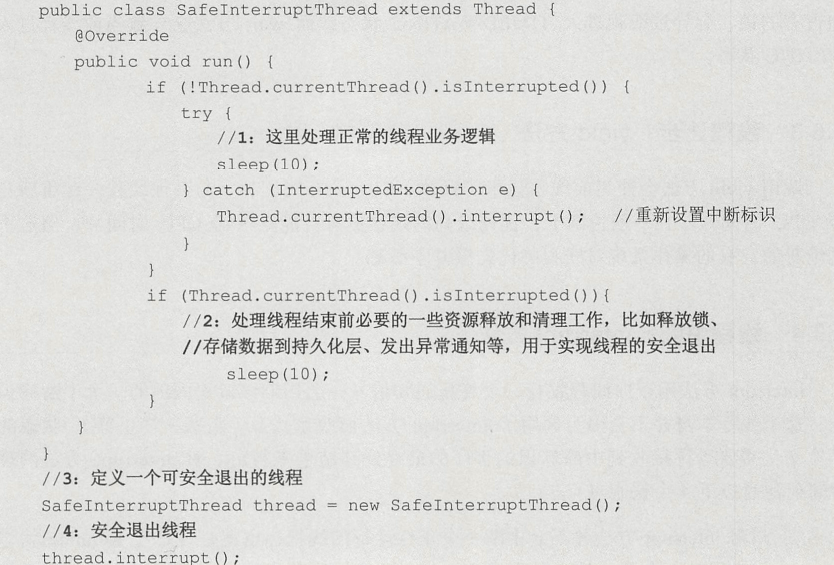 public class SafeInterruptThread extends Thread {
@Override
public void run() {
if (!Thread.currentThread().isInterrupted()) {
try {
//1：这里处理正常的线程业务逻辑
sleep(10);
} catch (InterruptedException e) {
Thread.currentThread().interrupt(); //重新设置中断标识
}
}
if (Thread.currentThread().isInterrupted()){
//2：处理线程结束前必要的一些资源释放和清理工作，比如释放锁、
//存储数据到持久化层、发出异常通知等，用于实现线程的安全退出
sleep(10);
}
}
}
//3：定义一个可安全退出的线程
SafeInterruptThread thread = new SafeInterruptThread();
//4：安全退出线程
thread.interrupt();